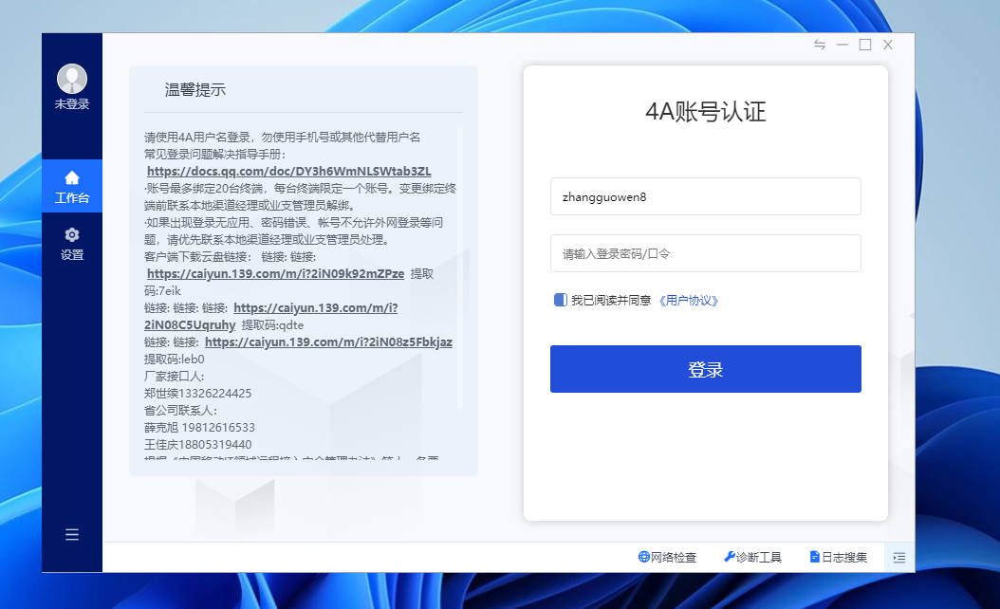 未登录
工作台
设置
温馨提示
请使用4A用户名登录，勿使用手机号或其他代替用户名
常见登录问题解决指导手册：
https://docs.qq.com/doc/DY3h6WmNLSWtab3ZL
·账号最多绑定20台终端，每台终端限定一个账号。变更绑定终
端前联系本地渠道经理或业支管理员解绑。
·如果出现登录无应用、密码错误、帐号不允许外网登录等问
题，请优先联系本地渠道经理或业支管理员处理。
客户端下载云盘链接： 链接: 链接:
https://caiyun.139.com/m/i?2iN09k92mZPze 提取
码:7eik
链接: 链接: 链接: https://caiyun.139.com/m/i?
2iN08C5Uqruhy 提取码:qdte
链接: 链接: https://caiyun.139.com/m/i?2iN08z5Fbkjaz
提取码:leb0
厂家接口人:
郑世续13326224425
省公司联系人:
薛克旭 19812616533
王佳庆18805319440
4A账号认证
zhangguowen8
请输入登录密码/口令
我已阅读并同意 《用户协议》
登录
网络检查 诊断工具 日志搜集